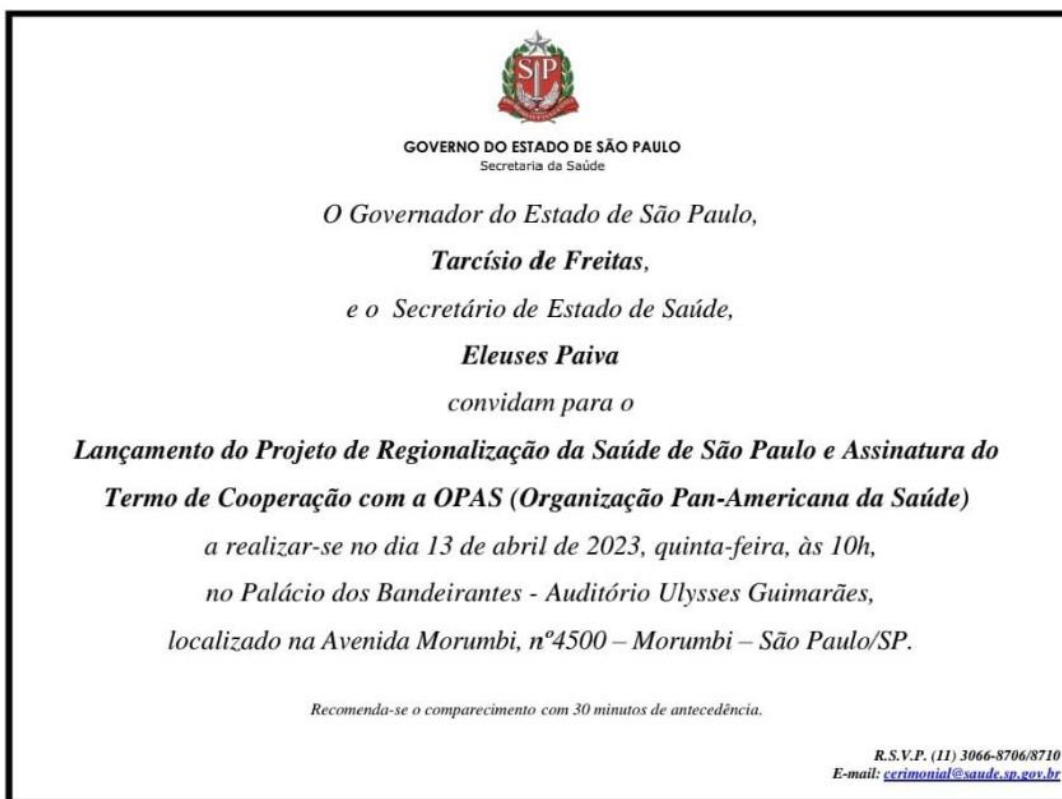 SP
GOVERNO DO ESTADO DE SÃO PAULO
Secretaria da Saúde
O Governador do Estado de São Paulo,
Tarcísio de Freitas,
e o Secretário de Estado de Saúde,
Eleuses Paiva
convidam para o
Lançamento do Projeto de Regionalização da Saúde de São Paulo e Assinatura do
Termo de Cooperação com a OPAS (Organização Pan-Americana da Saúde)
a realizar-se no dia 13 de abril de 2023, quinta-feira, às 10h,
no Palácio dos Bandeirantes - Auditório Ulysses Guimarães,
localizado na Avenida Morumbi, nº4500 – Morumbi – São Paulo/SP.
Recomenda-se o comparecimento com 30 minutos de antecedência.
R.S.V.P. (11) 3066-8706/8710
E-mail: cerimonial@saude.sp.gov.br